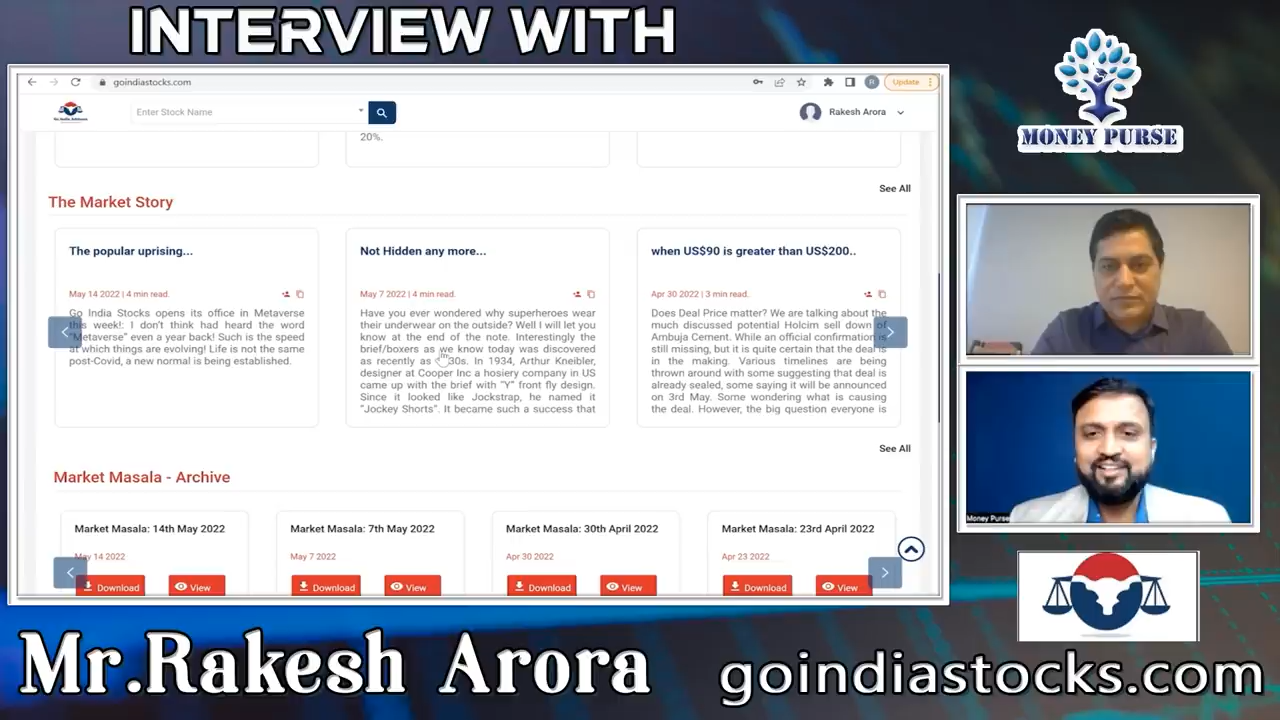 INTERVIEW WITH
goindiastocks.com
Update
Enter Stock Name
Rakesh Arora
MONEY PURSE
20%.
See All
The Market Story
The popular uprising...
May 14 2022 | 4 min read.
Go India Stocks opens its office in Metaverse
this week!: I don't think had heard the word
"Metaverse" even a year back! Such is the speed
at which things are evolving! Life is not the same
post-Covid, a new normal is being established.
Not Hidden any more...
May 7 2022 | 4 min read.
Have you ever wondered why superheroes wear
their underwear on the outside? Well I will let you
know at the end of the note. Interestingly the
brief/boxers as we know today was discovered
as recently as 30s. In 1934, Arthur Kneibler,
designer at Cooper Inc a hosiery company in US
came up with the brief with "Y" front fly design.
Since it looked like Jockstrap, he named it
"Jockey Shorts". It became such a success that
when US$90 is greater than US$200..
Apr 30 2022 | 3 min read.
Does Deal Price matter? We are talking about the
much discussed potential Holcim sell down of
Ambuja Cement. While an official confirmation is
still missing, but it is quite certain that the deal is
in the making. Various timelines are being
thrown around with some suggesting that deal is
already sealed, some saying it will be announced
on 3rd May. Some wondering what is causing
the deal. However, the big question everyone is
See All
Market Masala - Archive
Market Masala: 14th May 2022
May 14 2022
Download
View
Market Masala: 7th May 2022
May 7 2022
Download
View
Market Masala: 30th April 2022
Apr 30 2022
Download
View
Market Masala: 23rd April 2022
Apr 23 2022
Download
View
Money Purse
Mr.Rakesh Arora
goindiastocks.com